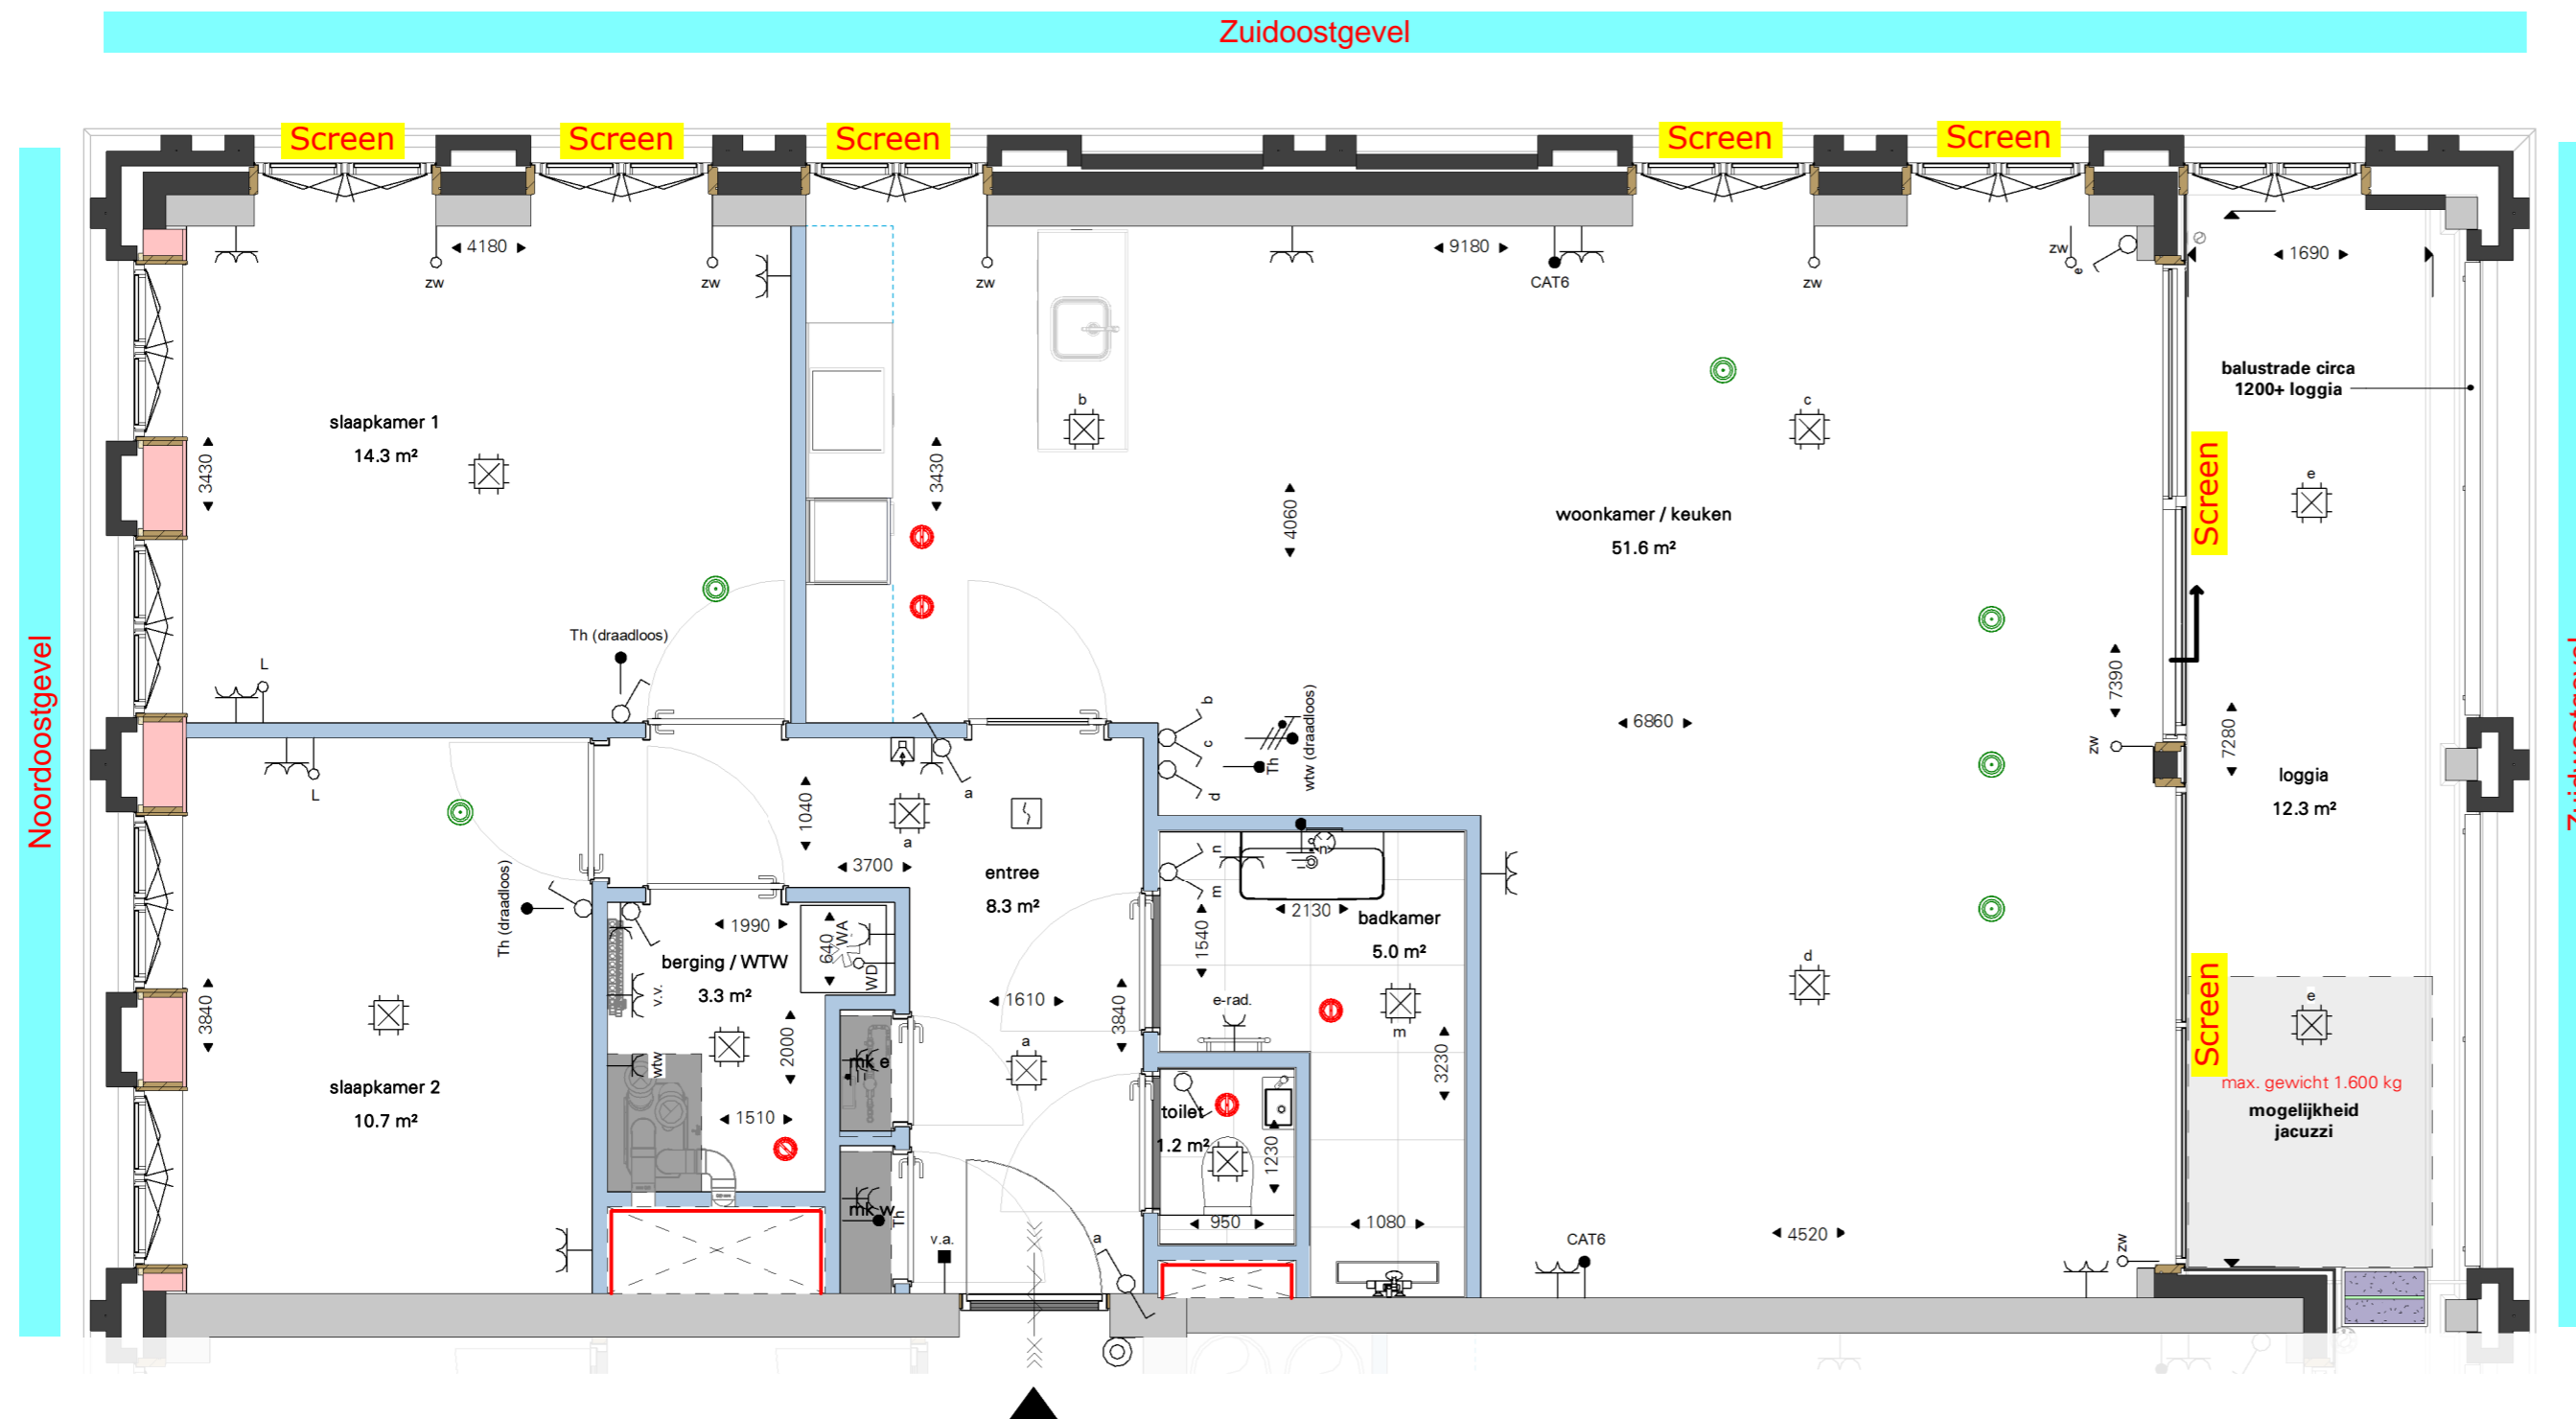 Zuidoostgevel
Screen
Screen
Screen
Screen
Screen
4180
9180
1690
zw
zw
zw
CAT6
zw
zw
e
balustrade circa
1200+ loggia
slaapkamer 1
14.3 m²
3430
3430
b
c
4060
woonkamer / keuken
51.6 m²
Screen
e
Noordoostgevel
Th (draadloos)
L
L
b
c
d
Th
wtw (draadloos)
6860
7390
zw
7280
loggia
12.3 m²
a
1040
a
3700
entree
8.3 m²
Th (draadloos)
n
m
n
2130
badkamer
5.0 m²
1540
1990
640
WA
WD
berging / WTW
3.3 m²
v.v.
1610
3840
3840
e-rad.
m
d
Screen
e
max. gewicht 1.600 kg
mogelijkheid
jacuzzi
2000
wtw
mk e
a
3230
slaapkamer 2
10.7 m²
1510
toilet
1.2 m²
1230
mk w
Th
v.a.
a
950
1080
CAT6
4520
zw